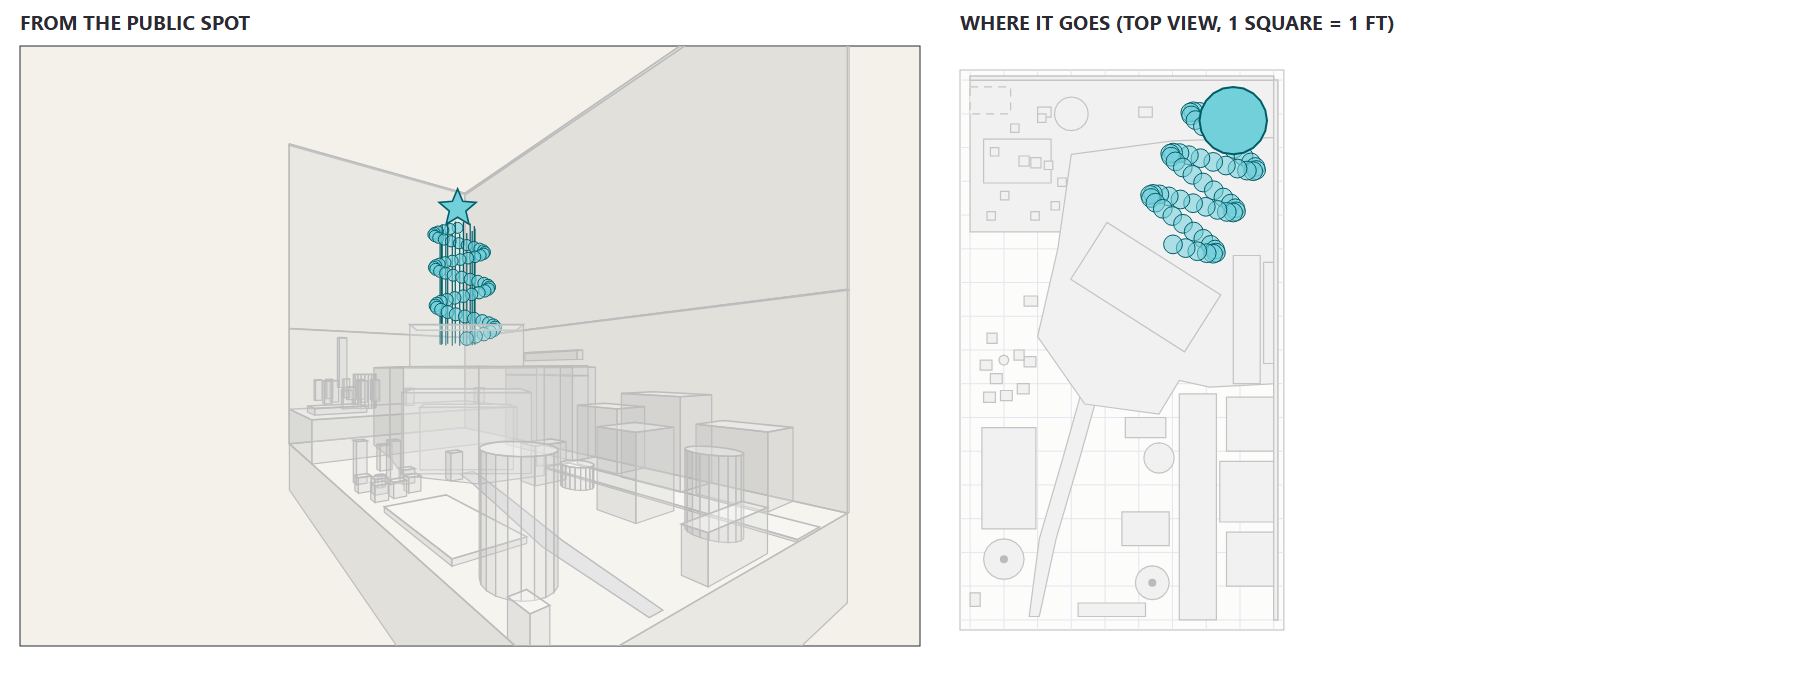 FROM THE PUBLIC SPOT
WHERE IT GOES (TOP VIEW, 1 SQUARE = 1 FT)